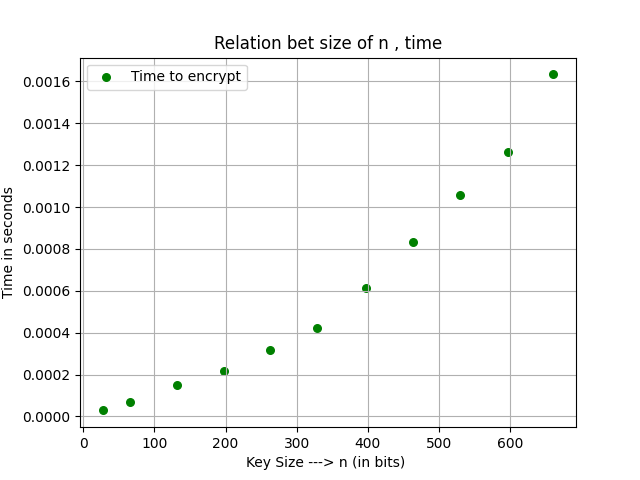 Relation bet size of n , time
Time to encrypt
0.0016
0.0014
0.0012
0.0010
0.0008
0.0006
0.0004
0.0002
0.0000
Time in seconds
0 100 200 300 400 500 600
Key Size ---> n (in bits)